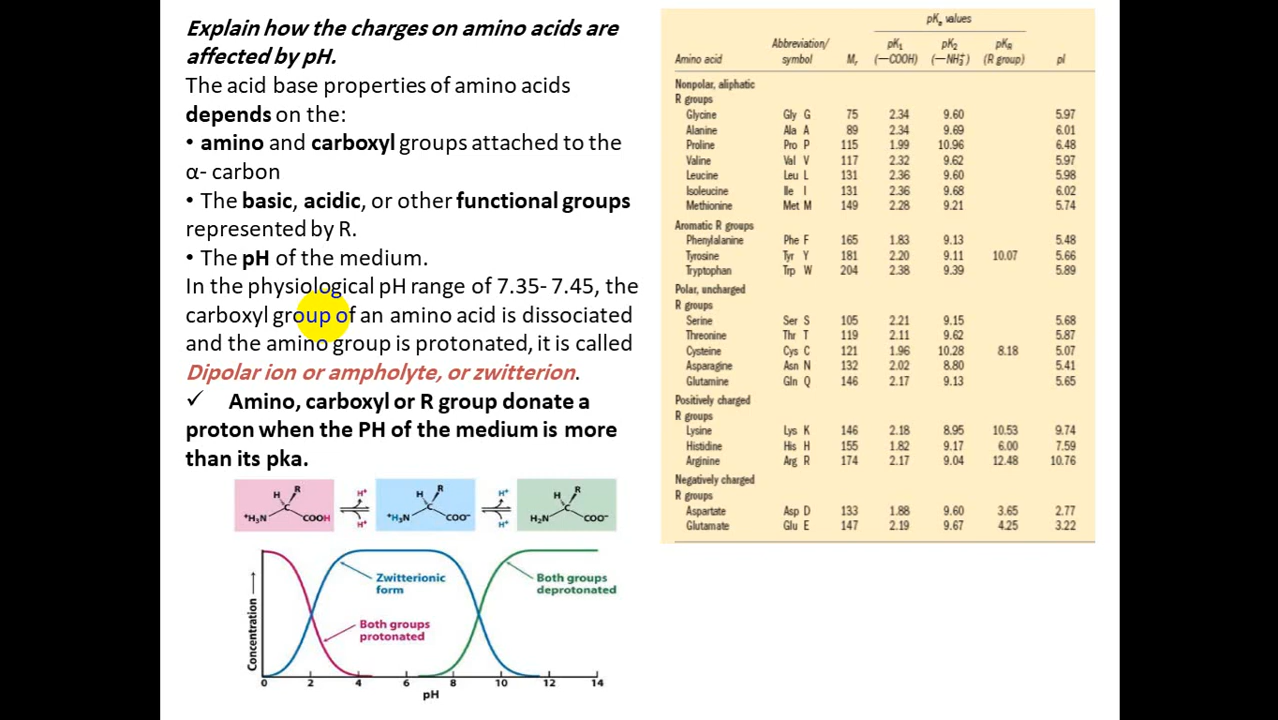 Explain how the charges on amino acids are
affected by pH.
The acid base properties of amino acids
depends on the:
• amino and carboxyl groups attached to the
α- carbon
• The basic, acidic, or other functional groups
represented by R.
• The pH of the medium.
In the physiological pH range of 7.35- 7.45, the
carboxyl group of an amino acid is dissociated
and the amino group is protonated, it is called
Dipolar ion or ampholyte, or zwitterion.
✓ Amino, carboxyl or R group donate a
proton when the PH of the medium is more
than its pka.
H R H⁺ H R H⁺ H R
C C C
⁺H₃N COOH ⁺H₃N COO⁻ H₂N COO⁻
H⁺ H⁺
Zwitterionic
form
Both groups
deprotonated
Both groups
protonated
Concentration →
0 2 4 6 8 10 12 14
pH
pKₐ values
Abbreviation/ pK₁ pK₂ pKR
Amino acid symbol Mᵣ (—COOH) (—NH₃⁺) (R group) pI
Nonpolar, aliphatic
R groups
Glycine Gly G 75 2.34 9.60 5.97
Alanine Ala A 89 2.34 9.69 6.01
Proline Pro P 115 1.99 10.96 6.48
Valine Val V 117 2.32 9.62 5.97
Leucine Leu L 131 2.36 9.60 5.98
Isoleucine Ile I 131 2.36 9.68 6.02
Methionine Met M 149 2.28 9.21 5.74
Aromatic R groups
Phenylalanine Phe F 165 1.83 9.13 5.48
Tyrosine Tyr Y 181 2.20 9.11 10.07 5.66
Tryptophan Trp W 204 2.38 9.39 5.89
Polar, uncharged
R groups
Serine Ser S 105 2.21 9.15 5.68
Threonine Thr T 119 2.11 9.62 5.87
Cysteine Cys C 121 1.96 10.28 8.18 5.07
Asparagine Asn N 132 2.02 8.80 5.41
Glutamine Gln Q 146 2.17 9.13 5.65
Positively charged
R groups
Lysine Lys K 146 2.18 8.95 10.53 9.74
Histidine His H 155 1.82 9.17 6.00 7.59
Arginine Arg R 174 2.17 9.04 12.48 10.76
Negatively charged
R groups
Aspartate Asp D 133 1.88 9.60 3.65 2.77
Glutamate Glu E 147 2.19 9.67 4.25 3.22